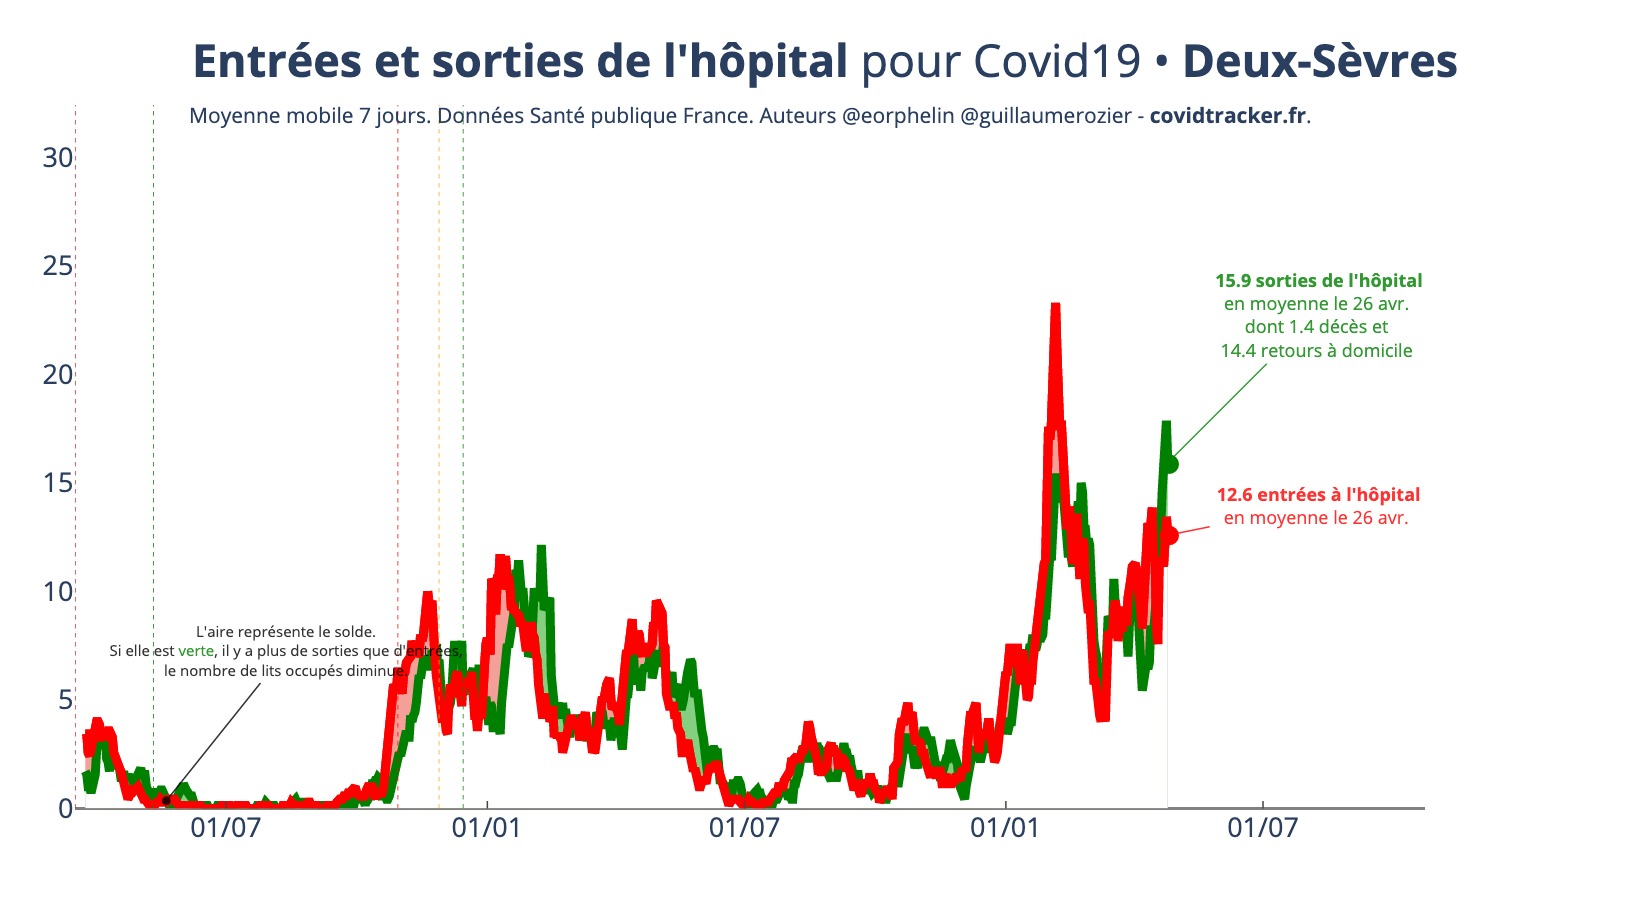 Entrées et sorties de l'hôpital pour Covid19 • Deux-Sèvres
Moyenne mobile 7 jours. Données Santé publique France. Auteurs @eorphelin @guillaumerozier - covidtracker.fr.
30
25
20
15
10
5
0
15.9 sorties de l'hôpital
en moyenne le 26 avr.
dont 1.4 décès et
14.4 retours à domicile
12.6 entrées à l'hôpital
en moyenne le 26 avr.
L'aire représente le solde.
Si elle est verte, il y a plus de sorties que d'entrées,
le nombre de lits occupés diminue.
01/07
01/01
01/07
01/01
01/07